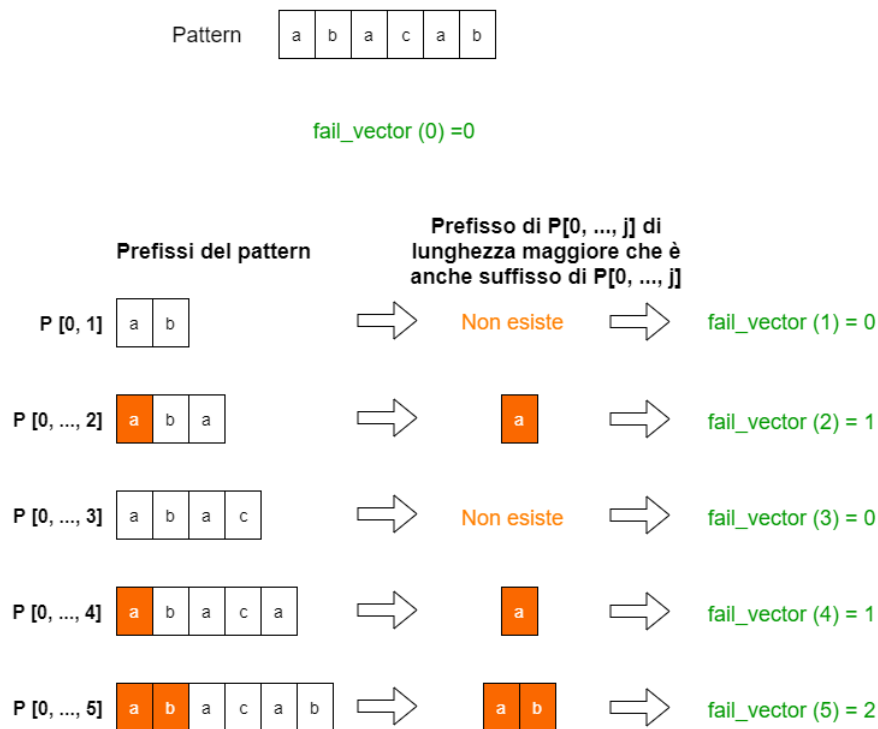 Pattern a b a c a b
fail_vector (0) =0
Prefissi del pattern
Prefisso di P[0, ..., j] di
lunghezza maggiore che è
anche suffisso di P[0, ..., j]
P [0, 1] a b Non esiste fail_vector (1) = 0
P [0, ..., 2] a b a a fail_vector (2) = 1
P [0, ..., 3] a b a c Non esiste fail_vector (3) = 0
P [0, ..., 4] a b a c a a fail_vector (4) = 1
P [0, ..., 5] a b a c a b a b fail_vector (5) = 2